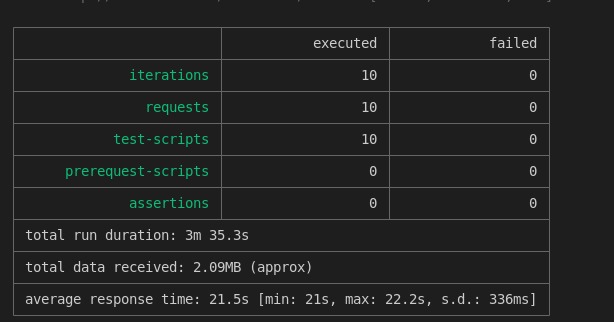 executed failed
iterations 10 0
requests 10 0
test-scripts 10 0
prerequest-scripts 0 0
assertions 0 0
total run duration: 3m 35.3s
total data received: 2.09MB (approx)
average response time: 21.5s [min: 21s, max: 22.2s, s.d.: 336ms]